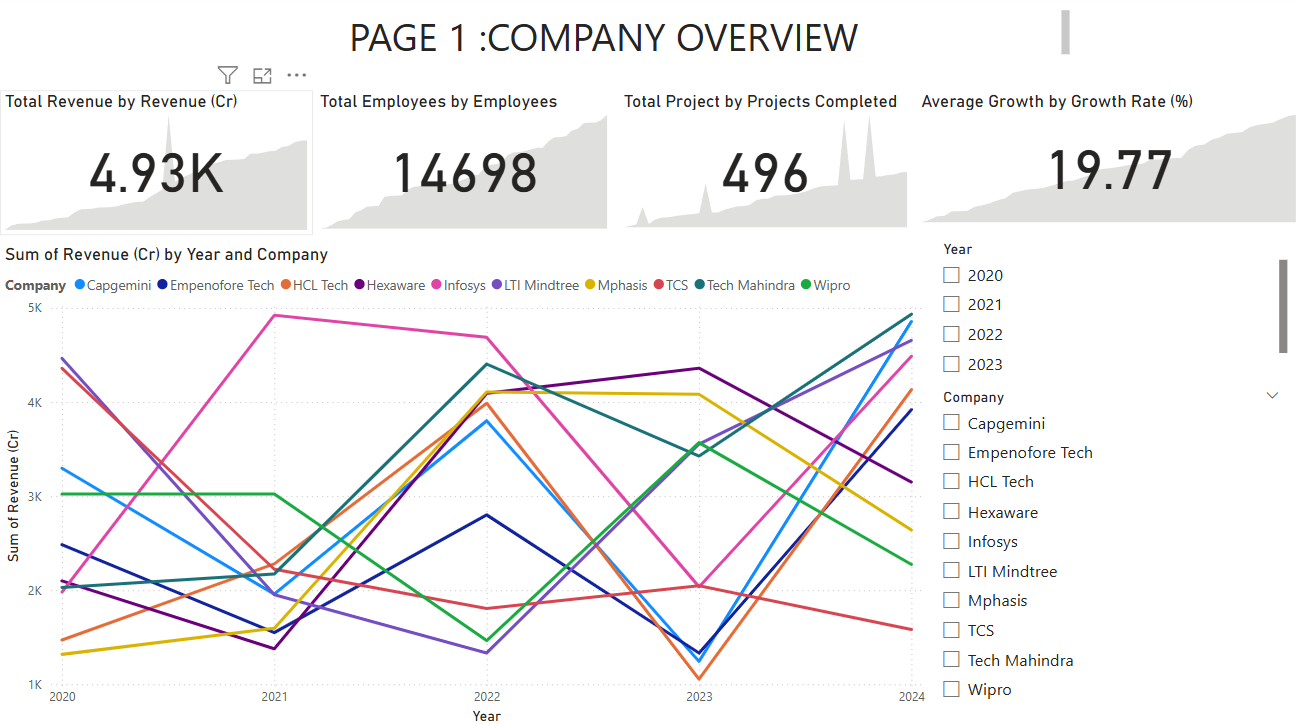 PAGE 1 :COMPANY OVERVIEW
Total Revenue by Revenue (Cr)
4.93K
Total Employees by Employees
14698
Total Project by Projects Completed
496
Average Growth by Growth Rate (%)
19.77
Sum of Revenue (Cr) by Year and Company
Company Capgemini Empenofore Tech HCL Tech Hexaware Infosys LTI Mindtree Mphasis TCS Tech Mahindra Wipro
Sum of Revenue (Cr)
5K
4K
3K
2K
1K
2020 2021 2022 2023 2024
Year
Year
2020
2021
2022
2023
Company
Capgemini
Empenofore Tech
HCL Tech
Hexaware
Infosys
LTI Mindtree
Mphasis
TCS
Tech Mahindra
Wipro